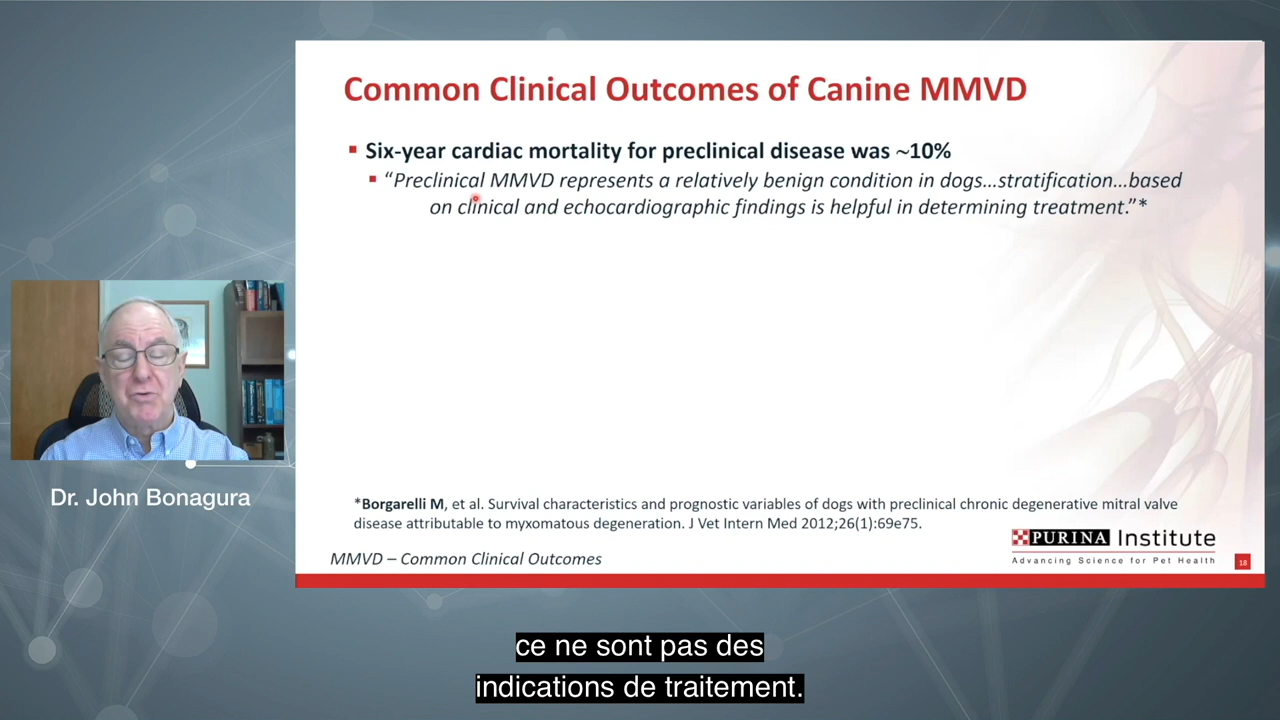 Common Clinical Outcomes of Canine MMVD
Six-year cardiac mortality for preclinical disease was ~10%
“Preclinical MMVD represents a relatively benign condition in dogs…stratification…based
on clinical and echocardiographic findings is helpful in determining treatment.”*
Dr. John Bonagura
*Borgarelli M, et al. Survival characteristics and prognostic variables of dogs with preclinical chronic degenerative mitral valve
disease attributable to myxomatous degeneration. J Vet Intern Med 2012;26(1):69e75.
PURINA Institute
Advancing Science for Pet Health
MMVD – Common Clinical Outcomes
18
ce ne sont pas des
indications de traitement.